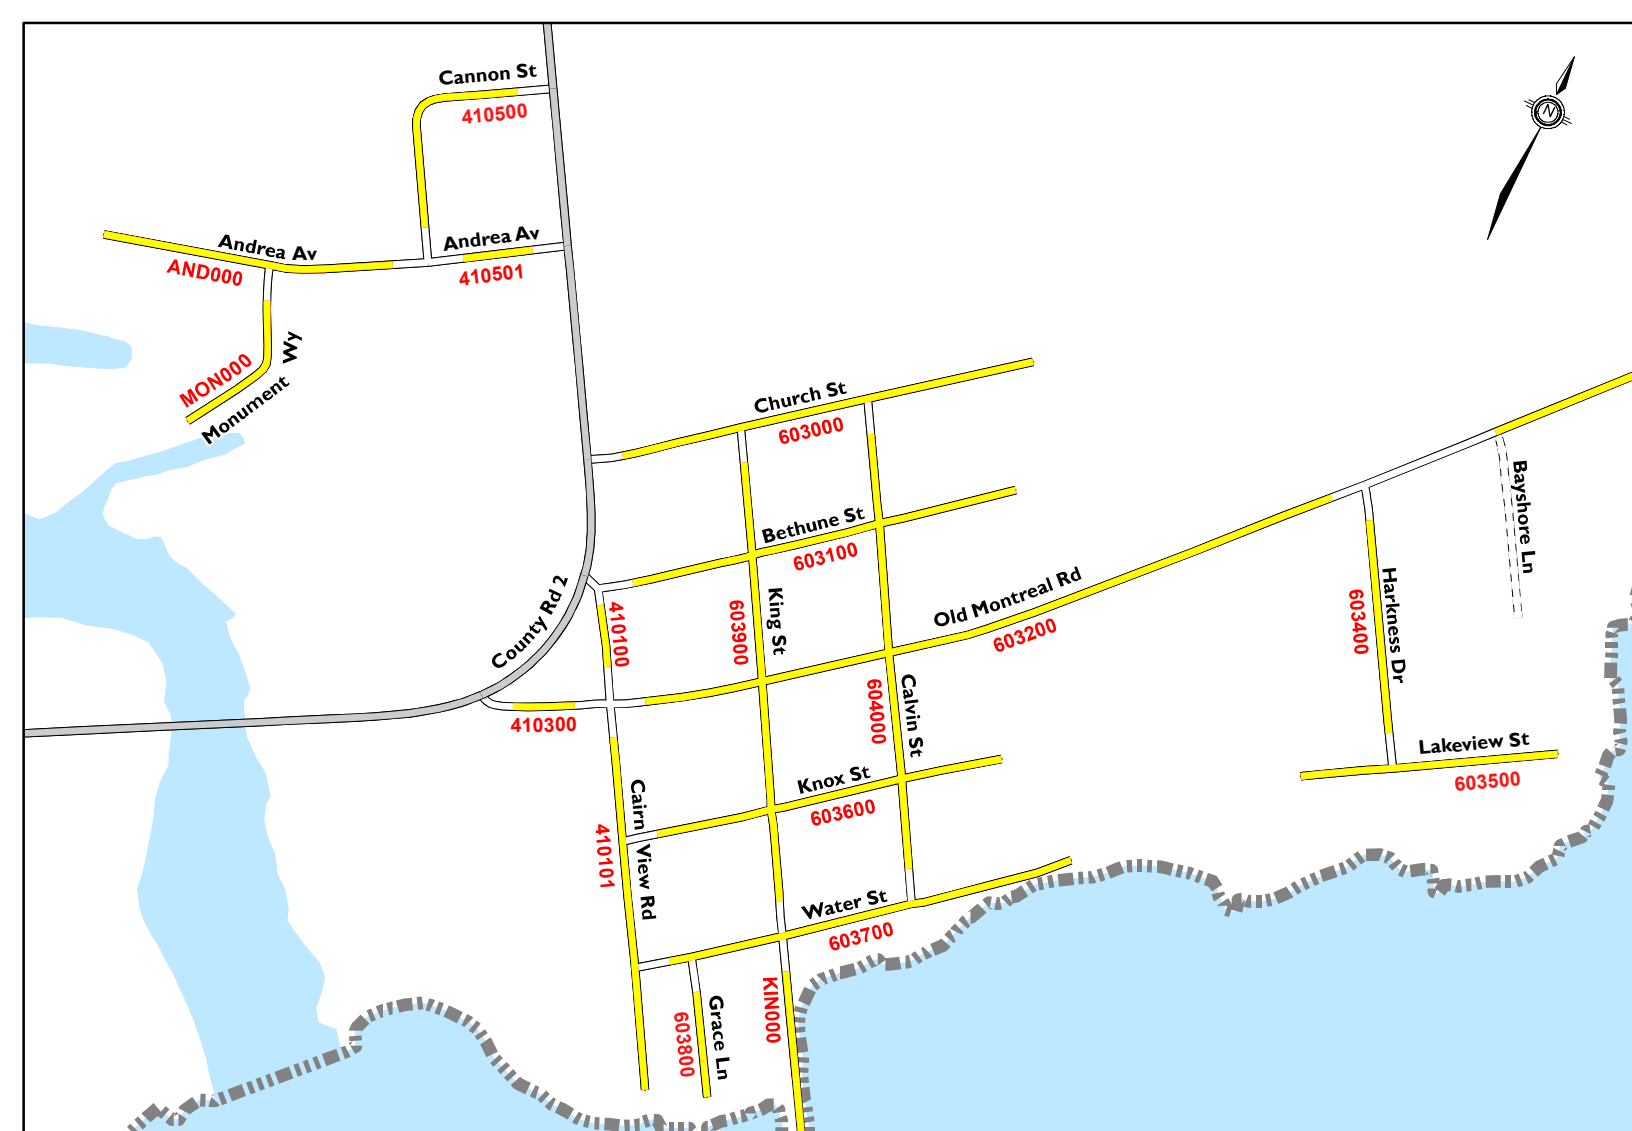 Cannon St
410500
N
Andrea Av
AND000
Andrea Av
410501
MON000
Monument Wy
Church St
603000
Bethune St
603100
County Rd 2
410100
603900
King St
Old Montreal Rd
603200
Bayshore Ln
603400
Harkness Dr
410300
604000
Calvin St
Lakeview St
603500
Knox St
603600
Cairn View Rd
410101
Water St
603700
KIN000
603800
Grace Ln